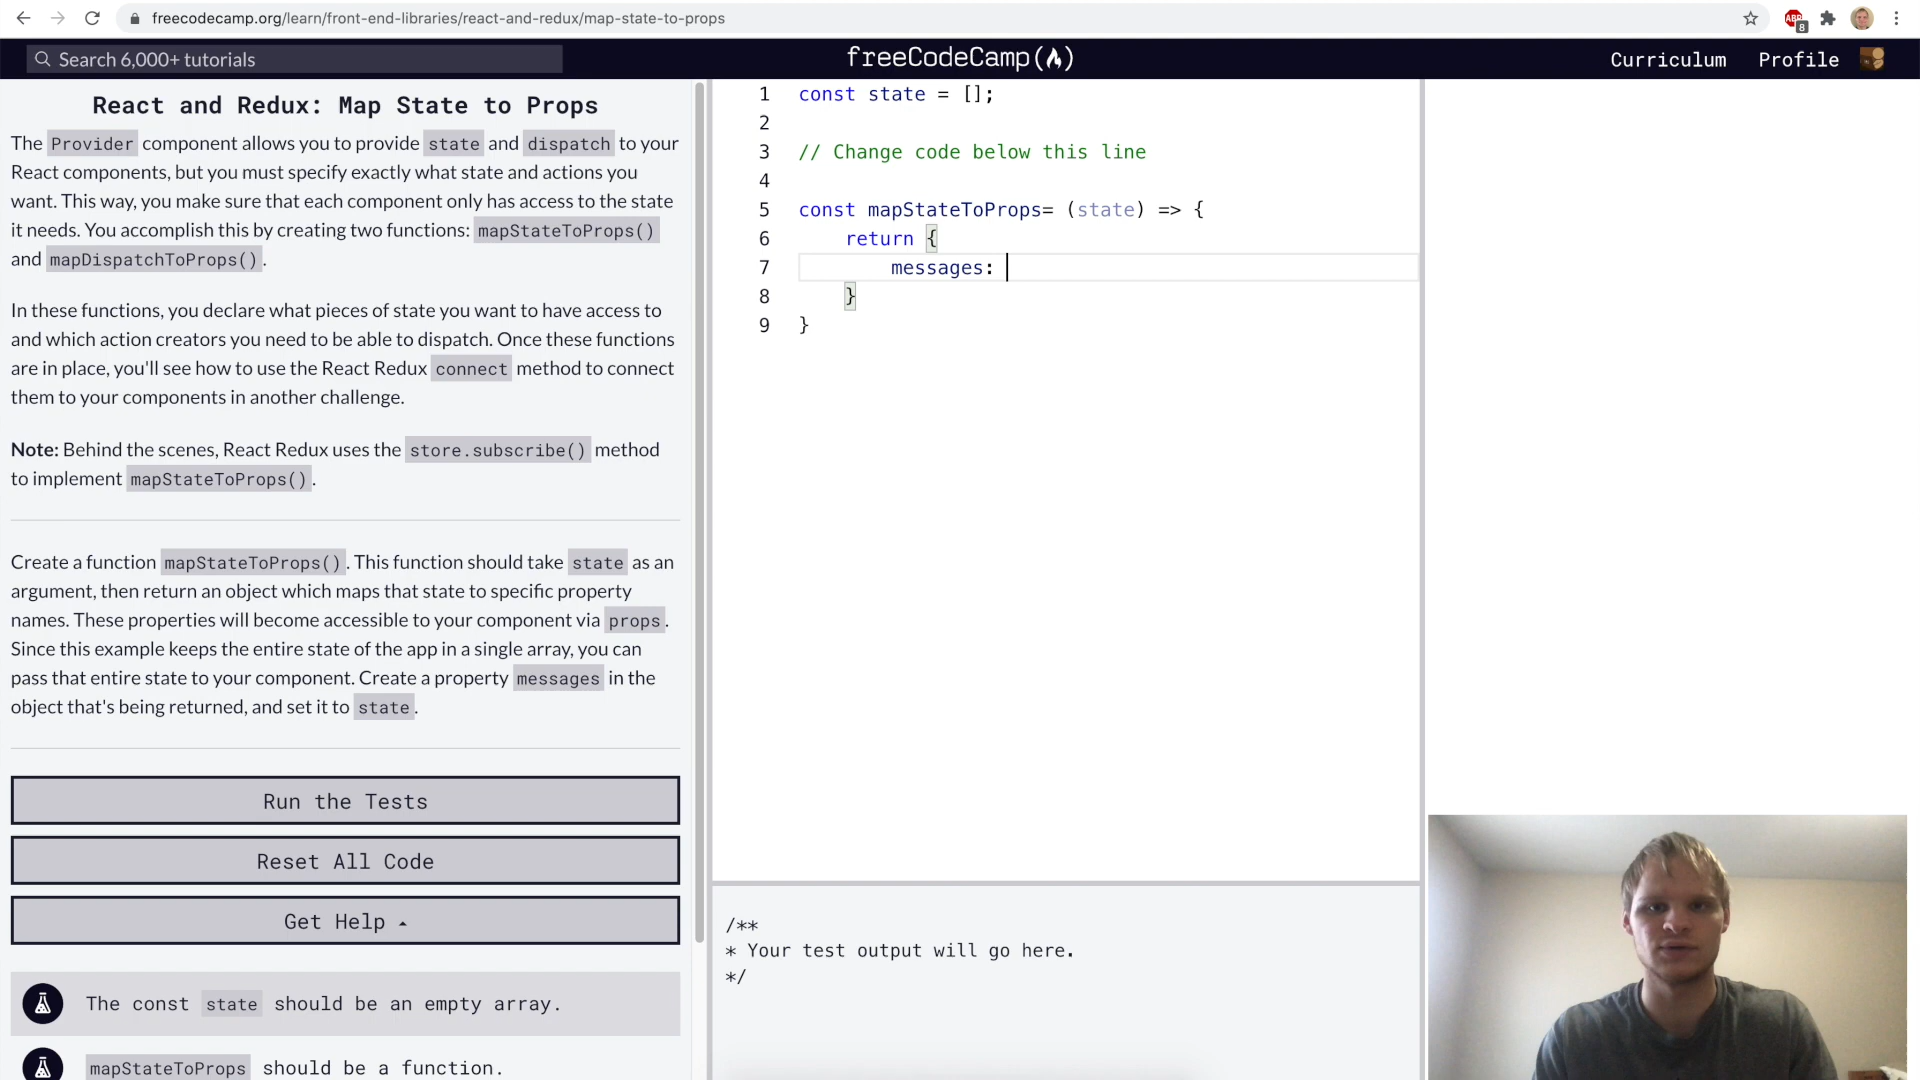 freecodecamp.org/learn/front-end-libraries/react-and-redux/map-state-to-props
ABP
8
Search 6,000+ tutorials
freeCodeCamp
Curriculum
Profile
React and Redux: Map State to Props
The Provider component allows you to provide state and dispatch to your
React components, but you must specify exactly what state and actions you
want. This way, you make sure that each component only has access to the state
it needs. You accomplish this by creating two functions: mapStateToProps()
and mapDispatchToProps().
In these functions, you declare what pieces of state you want to have access to
and which action creators you need to be able to dispatch. Once these functions
are in place, you'll see how to use the React Redux connect method to connect
them to your components in another challenge.
Note: Behind the scenes, React Redux uses the store.subscribe() method
to implement mapStateToProps().
Create a function mapStateToProps(). This function should take state as an
argument, then return an object which maps that state to specific property
names. These properties will become accessible to your component via props.
Since this example keeps the entire state of the app in a single array, you can
pass that entire state to your component. Create a property messages in the
object that's being returned, and set it to state.
Run the Tests
Reset All Code
Get Help
The const state should be an empty array.
mapStateToProps should be a function.
1 const state = [];
2
3 // Change code below this line
4
5 const mapStateToProps= (state) => {
6 return {
7 messages:
8 }
9 }
/**
* Your test output will go here.
*/